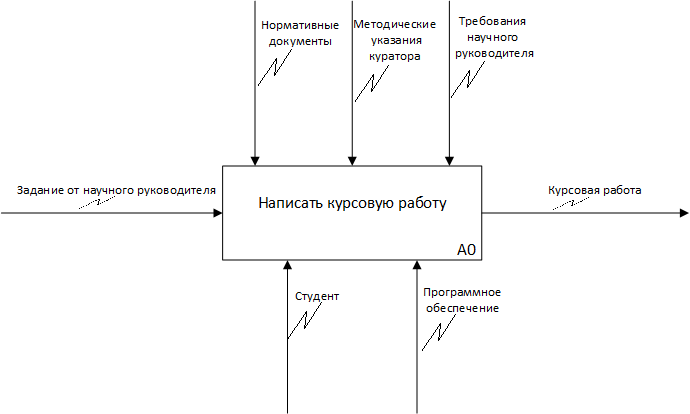 Нормативные
документы
Методические
указания
куратора
Требования
научного
руководителя
Задание от научного руководителя
Написать курсовую работу
A0
Курсовая работа
Студент
Программное
обеспечение